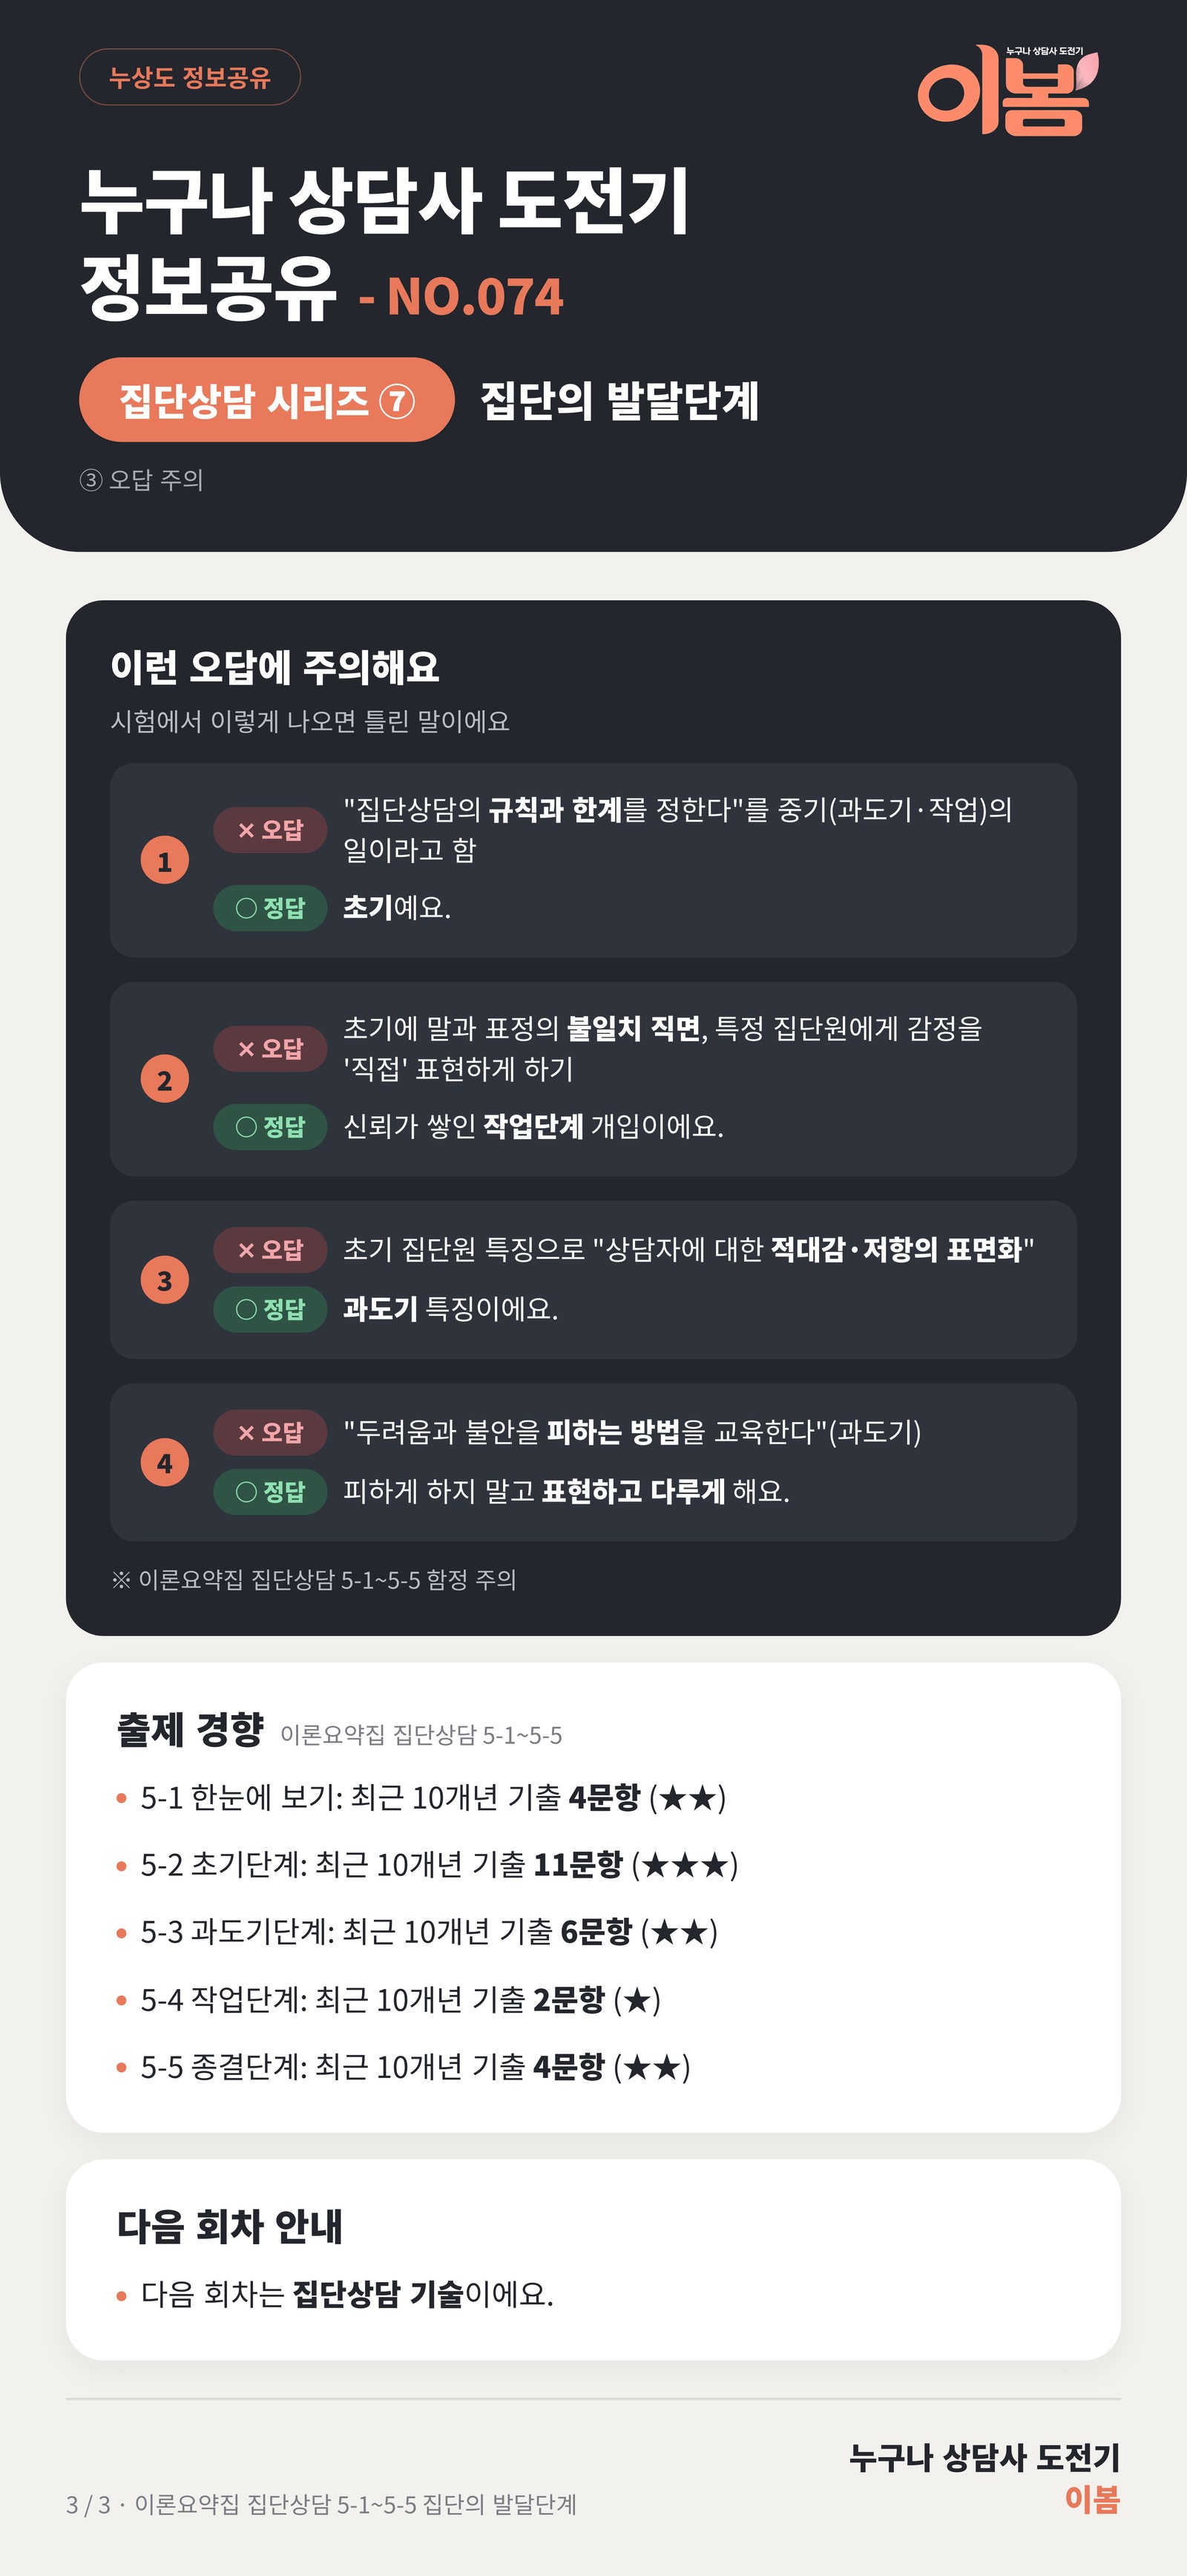 누상도 정보공유
누구나 상담사 도전기
이봄
누구나 상담사 도전기
정보공유 - NO.074
집단상담 시리즈 ⑦ 집단의 발달단계
③ 오답 주의
이런 오답에 주의해요
시험에서 이렇게 나오면 틀린 말이에요
1
✕ 오답 "집단상담의 규칙과 한계를 정한다"를 중기(과도기·작업)의
일이라고 함
○ 정답 초기예요.
2
✕ 오답 초기에 말과 표정의 불일치 직면, 특정 집단원에게 감정을
'직접' 표현하게 하기
○ 정답 신뢰가 쌓인 작업단계 개입이에요.
3
✕ 오답 초기 집단원 특징으로 "상담자에 대한 적대감·저항의 표면화"
○ 정답 과도기 특징이에요.
4
✕ 오답 "두려움과 불안을 피하는 방법을 교육한다"(과도기)
○ 정답 피하게 하지 말고 표현하고 다루게 해요.
※ 이론요약집 집단상담 5-1~5-5 함정 주의
출제 경향 이론요약집 집단상담 5-1~5-5
• 5-1 한눈에 보기: 최근 10개년 기출 4문항 (★★)
• 5-2 초기단계: 최근 10개년 기출 11문항 (★★★)
• 5-3 과도기단계: 최근 10개년 기출 6문항 (★★)
• 5-4 작업단계: 최근 10개년 기출 2문항 (★)
• 5-5 종결단계: 최근 10개년 기출 4문항 (★★)
다음 회차 안내
• 다음 회차는 집단상담 기술이에요.
누구나 상담사 도전기
3 / 3 · 이론요약집 집단상담 5-1~5-5 집단의 발달단계
이봄